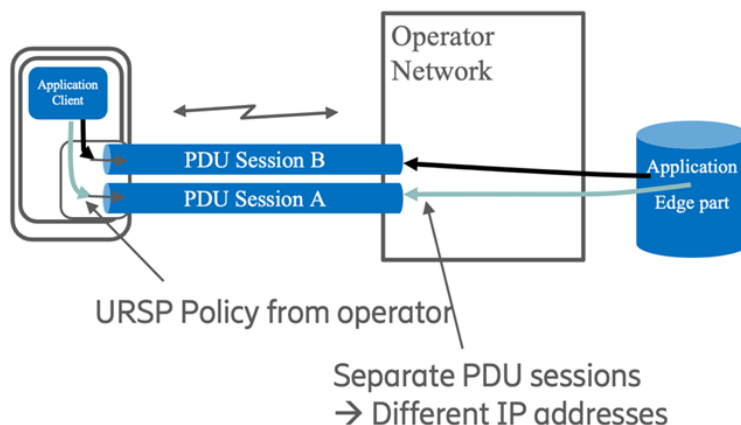 Operator
Network
Application
Client
PDU Session B
PDU Session A
Application
Edge part
URSP Policy from operator
Separate PDU sessions
→ Different IP addresses